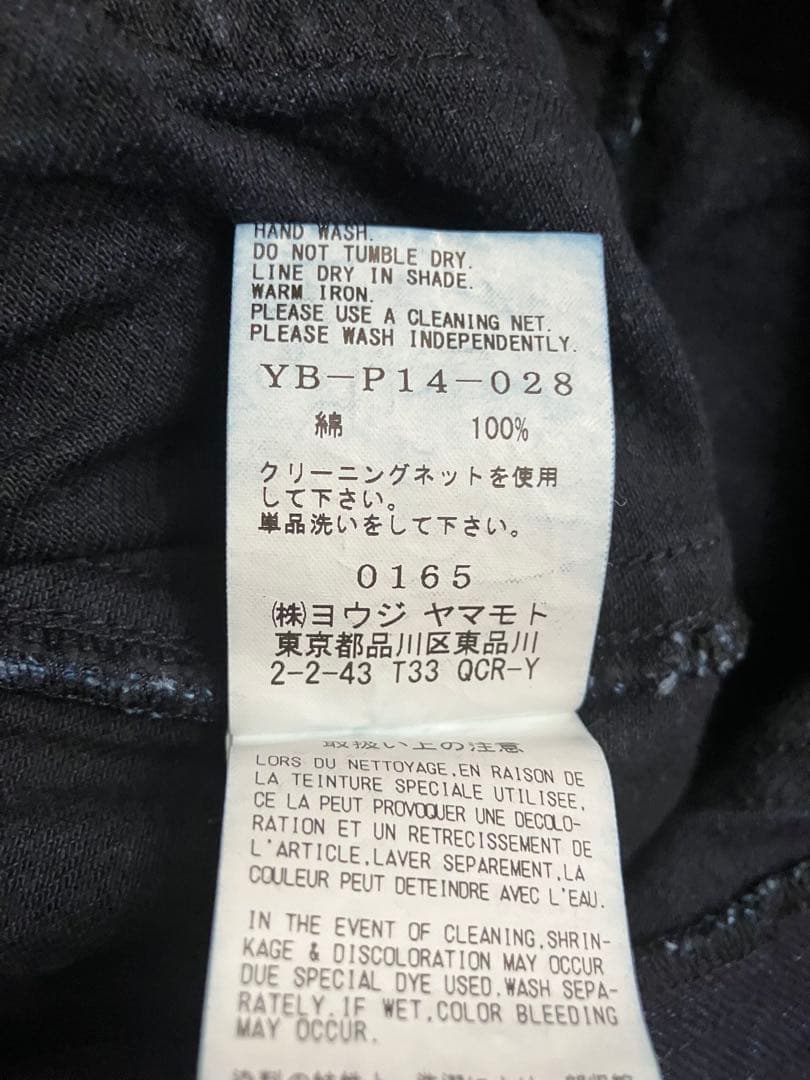 HAND WASH.
DO NOT TUMBLE DRY.
LINE DRY IN SHADE.
WARM IRON.
PLEASE USE A CLEANING NET.
PLEASE WASH INDEPENDENTLY.
YB-P14-028
綿 100%
クリーニングネットを使用
して下さい。
単品洗いをして下さい。
0165
㈱ヨウジ ヤマモト
東京都品川区東品川
2-2-43 T33 QCR-Y
取扱い上の注意
LORS DU NETTOYAGE,EN RAISON DE
LA TEINTURE SPECIALE UTILISEE,
CE LA PEUT PROVOQUER UNE DECOLO-
RATION ET UN RETRECISSEMENT DE
L'ARTICLE,LAVER SEPAREMENT,LA
COULEUR PEUT DETEINDRE AVEC L'EAU.
IN THE EVENT OF CLEANING,SHRIN-
KAGE & DISCOLORATION MAY OCCUR
DUE SPECIAL DYE USED,WASH SEPA-
RATELY.IF WET,COLOR BLEEDING
MAY OCCUR.